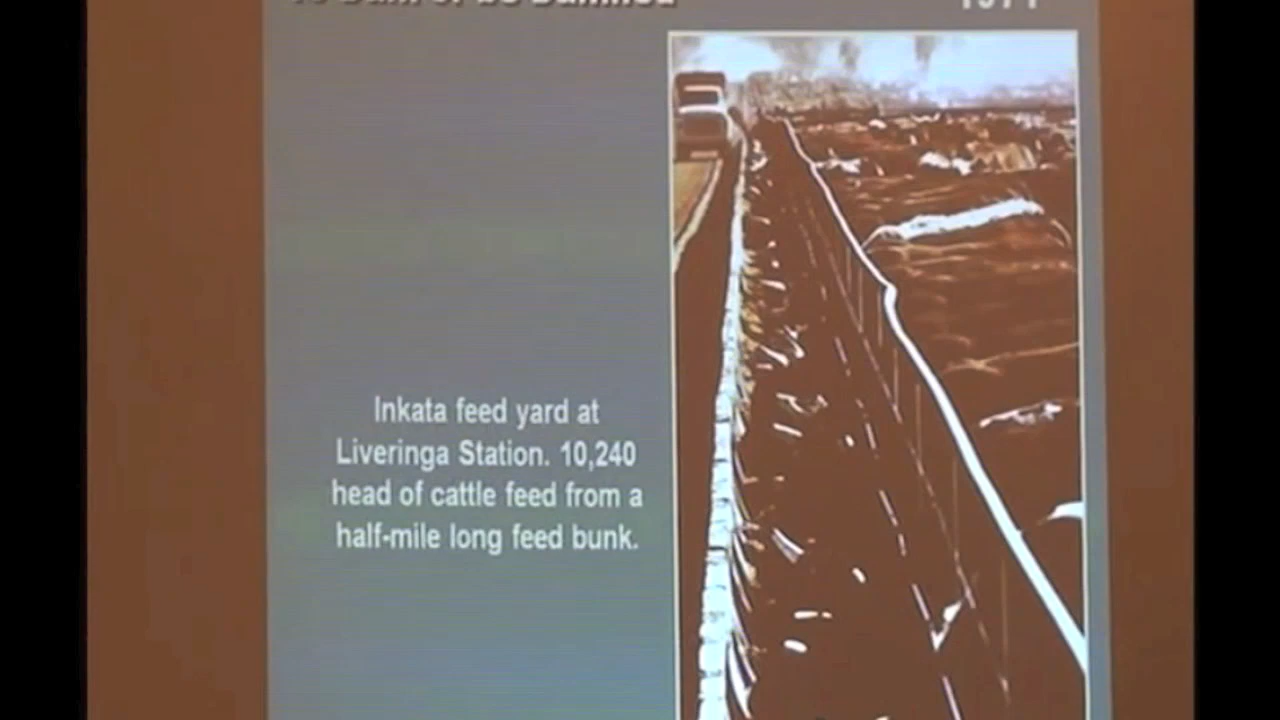 Inkata feed yard at
Liveringa Station. 10,240
head of cattle feed from a
half-mile long feed bunk.